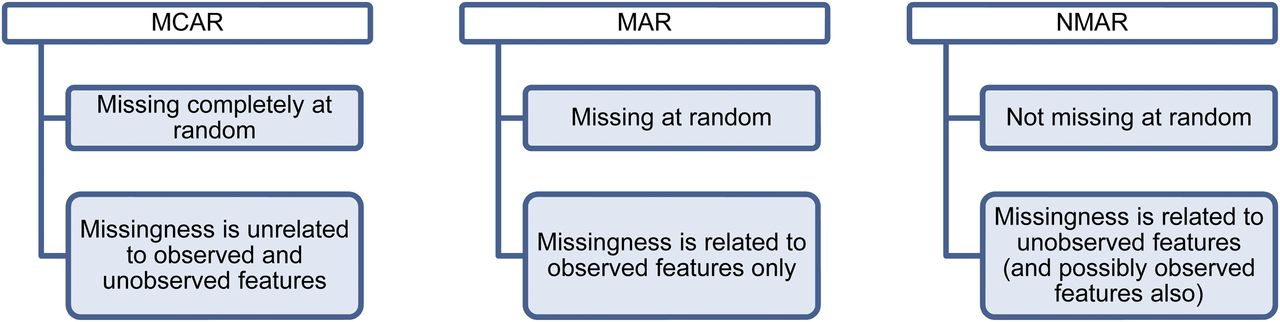 MCAR
Missing completely at
random
Missingness is unrelated
to observed and
unobserved features
MAR
Missing at random
Missingness is related to
observed features only
NMAR
Not missing at random
Missingness is related to
unobserved features
(and possibly observed
features also)